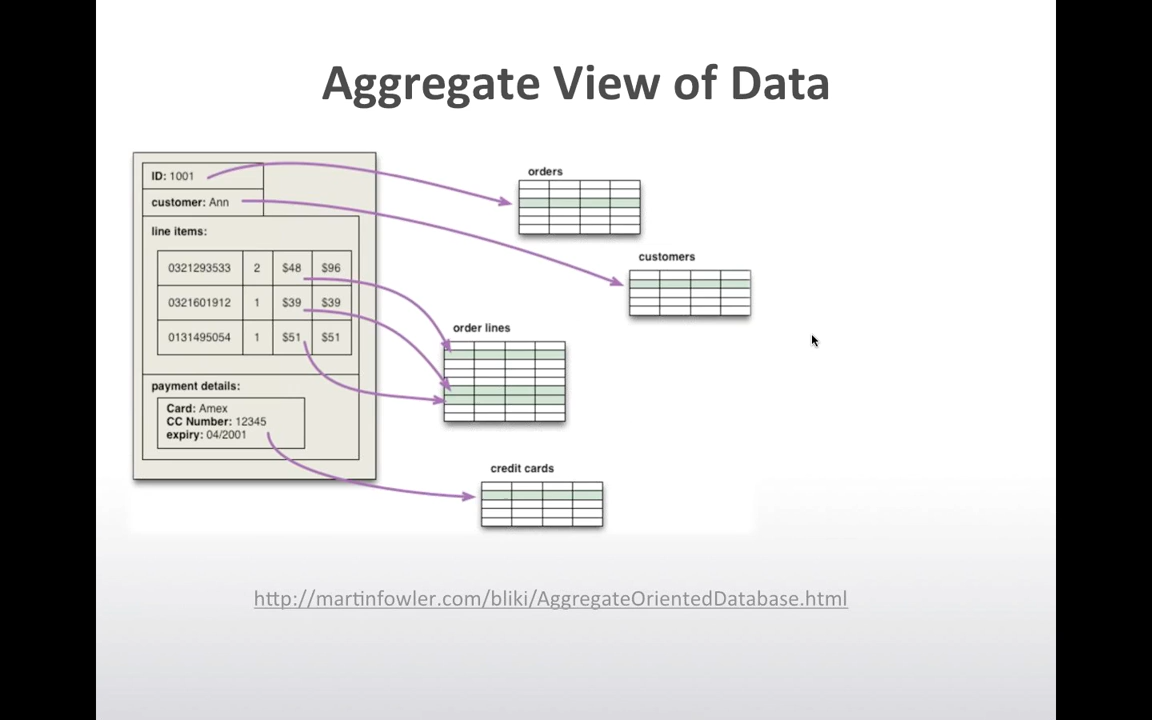 Aggregate View of Data
ID: 1001
customer: Ann
line items:
0321293533 2 $48 $96
0321601912 1 $39 $39
0131495054 1 $51 $51
payment details:
Card: Amex
CC Number: 12345
expiry: 04/2001
orders
customers
order lines
credit cards
http://martinfowler.com/bliki/AggregateOrientedDatabase.html